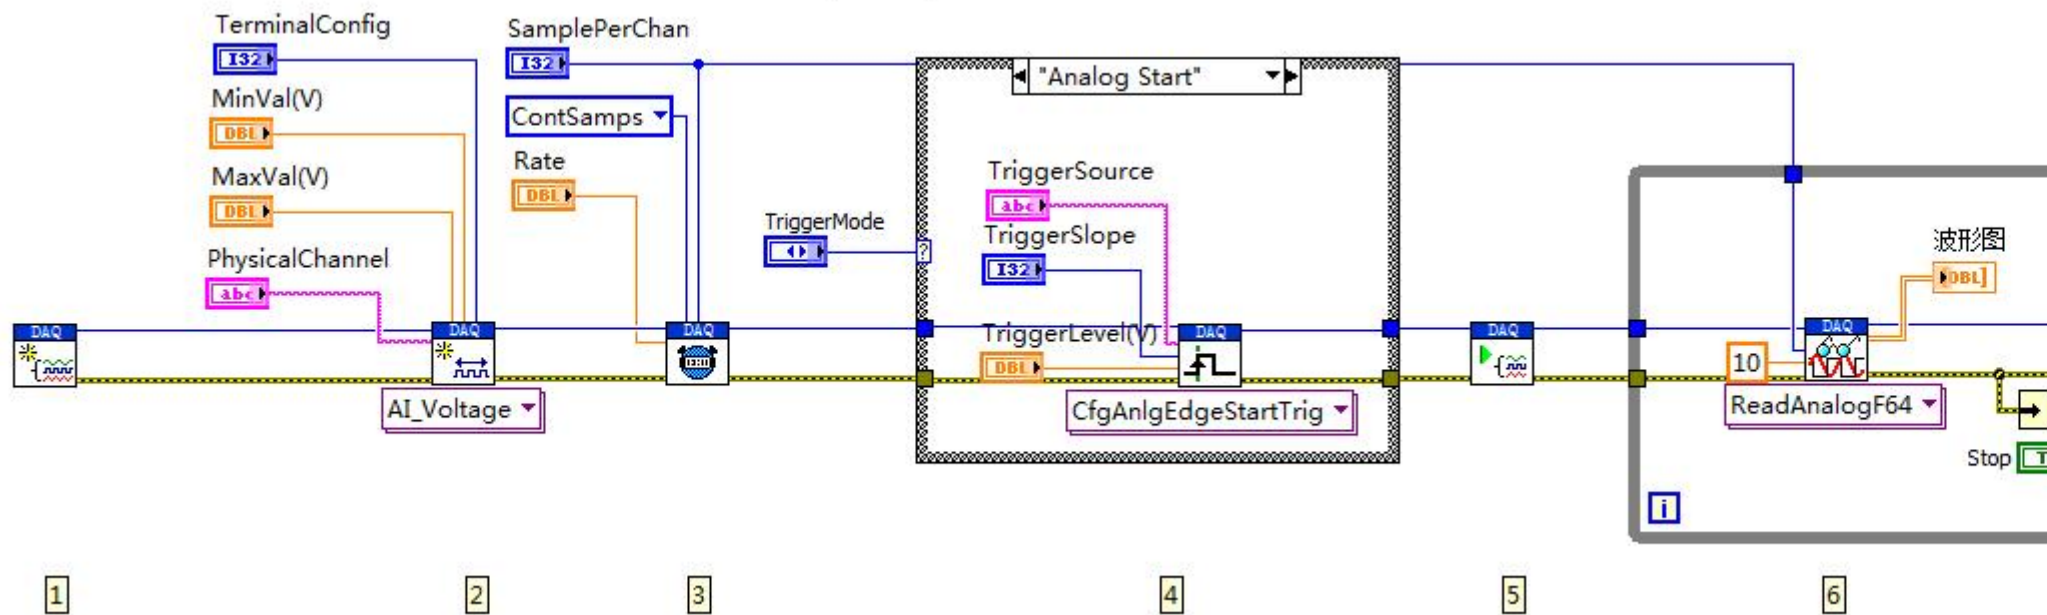 TerminalConfig
I32
MinVal(V)
DBL
MaxVal(V)
DBL
PhysicalChannel
abc
DAQ
DAQ
AI_Voltage
SamplePerChan
I32
ContSamps
Rate
DBL
DAQ
TriggerMode
?
"Analog Start"
TriggerSource
abc
TriggerSlope
I32
TriggerLevel(V)
DBL
DAQ
CfgAnlgEdgeStartTrig
DAQ
10
DAQ
ReadAnalogF64
波形图
DBL]
Stop
T
i
1
2
3
4
5
6